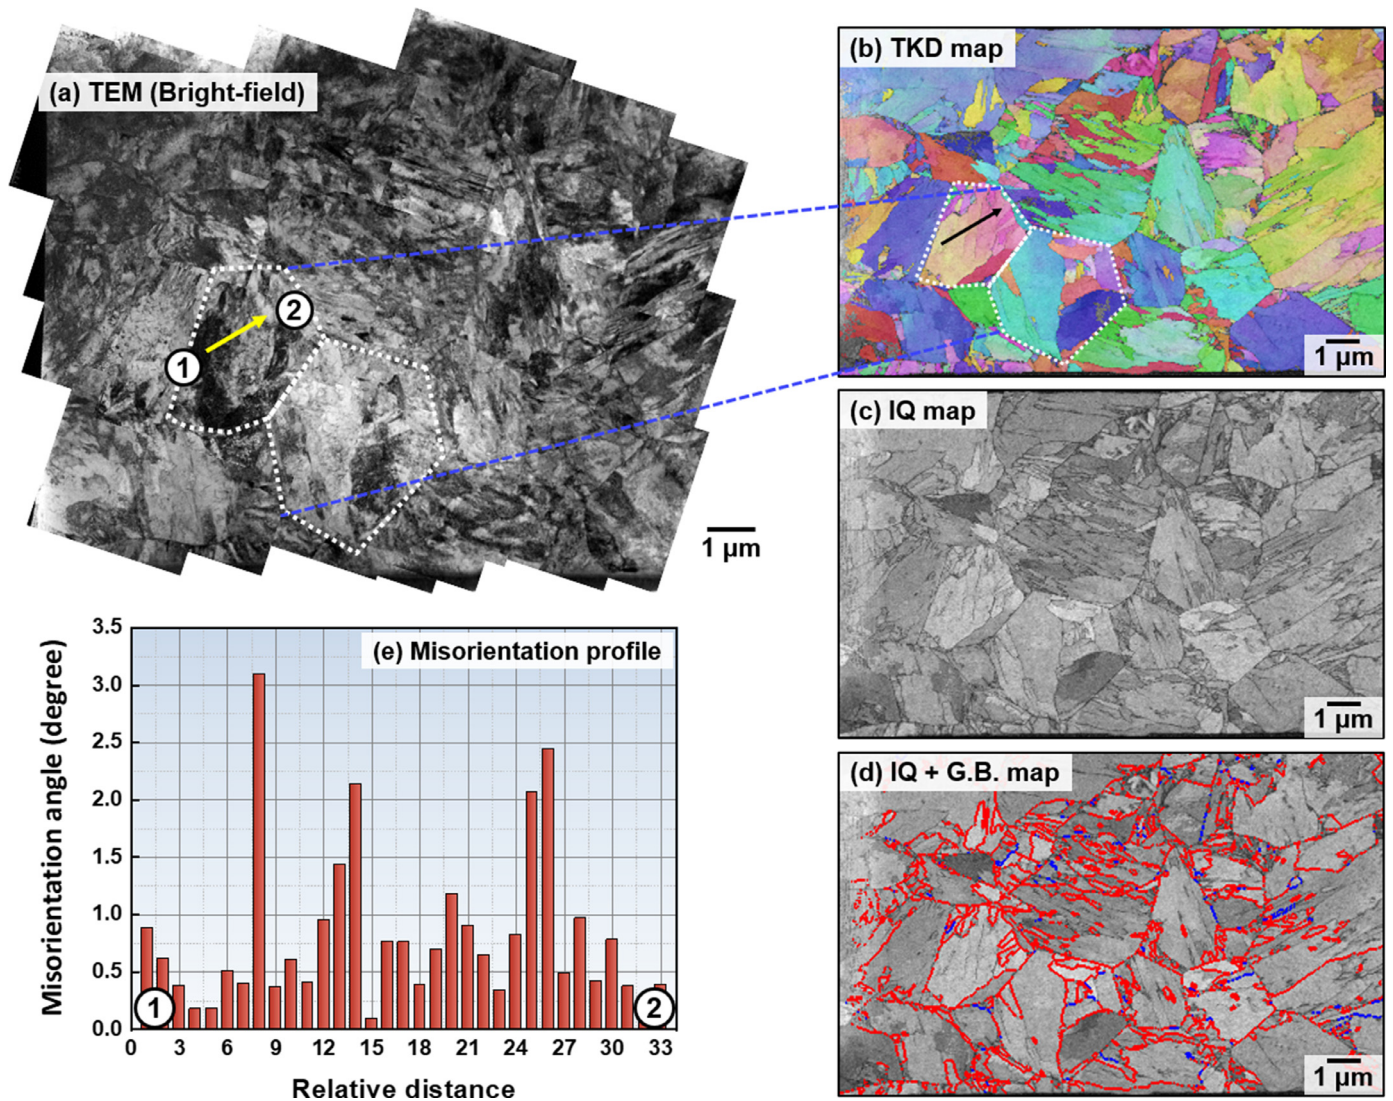 (a) TEM (Bright-field)
1
2
1 µm
(b) TKD map
1 µm
(c) IQ map
1 µm
(d) IQ + G.B. map
1 µm
(e) Misorientation profile
Misorientation angle (degree)
3.5
3.0
2.5
2.0
1.5
1.0
0.5
0.0
1
2
0 3 6 9 12 15 18 21 24 27 30 33
Relative distance